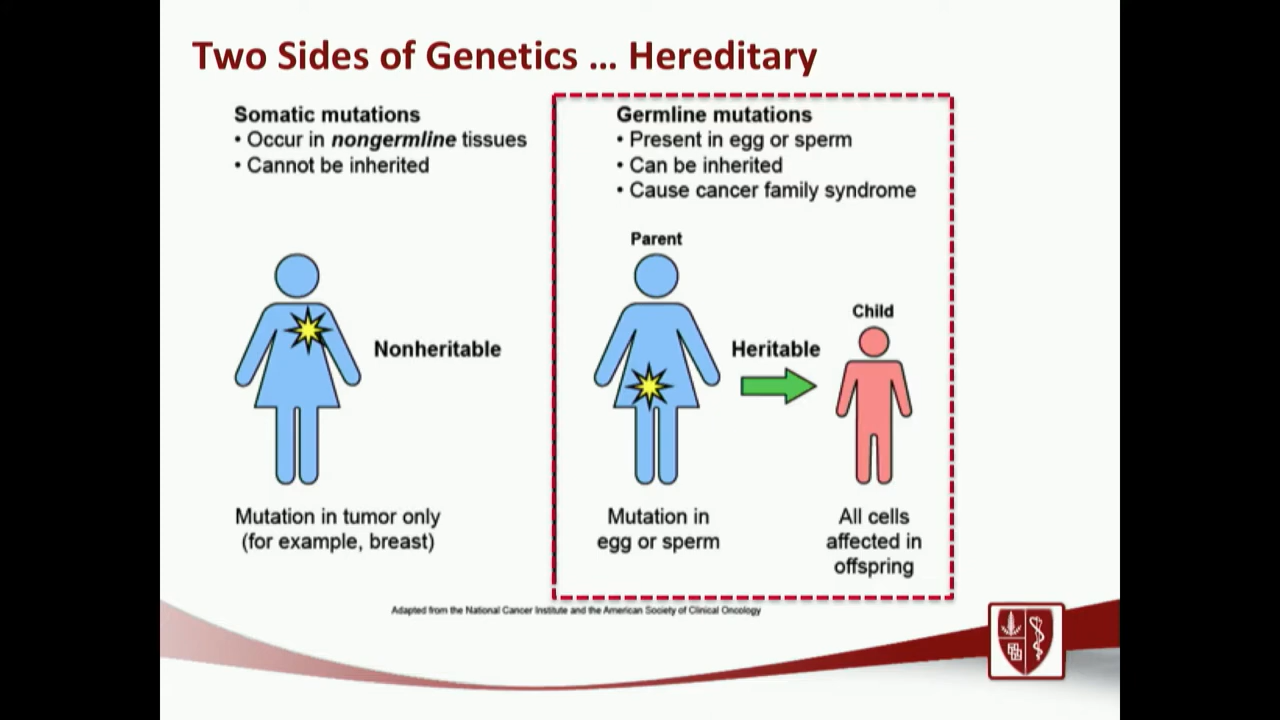 Two Sides of Genetics ... Hereditary
Somatic mutations
• Occur in nongermline tissues
• Cannot be inherited
Nonheritable
Mutation in tumor only
(for example, breast)
Germline mutations
• Present in egg or sperm
• Can be inherited
• Cause cancer family syndrome
Parent
Heritable
Child
Mutation in
egg or sperm
All cells
affected in
offspring
Adapted from the National Cancer Institute and the American Society of Clinical Oncology